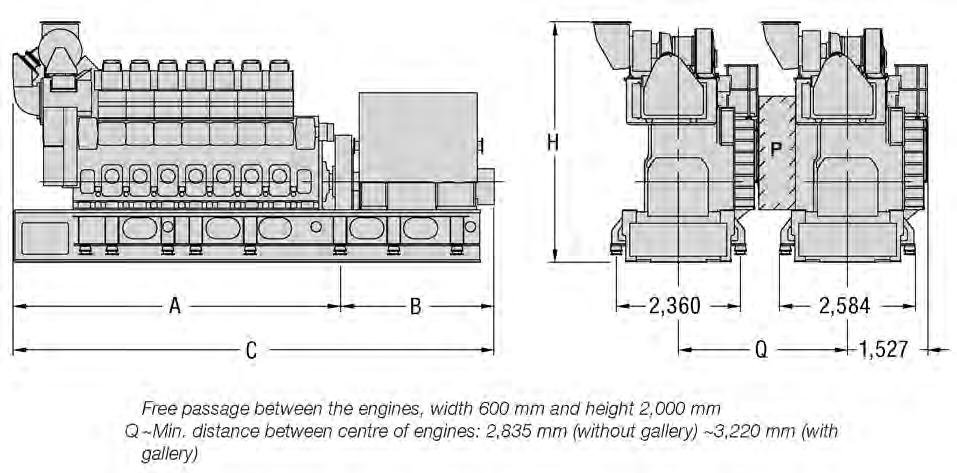 H
P
A
B
2,360
2,584
C
Q
1,527
Free passage between the engines, width 600 mm and height 2,000 mm
Q ~Min. distance between centre of engines: 2,835 mm (without gallery) ~3,220 mm (with
gallery)